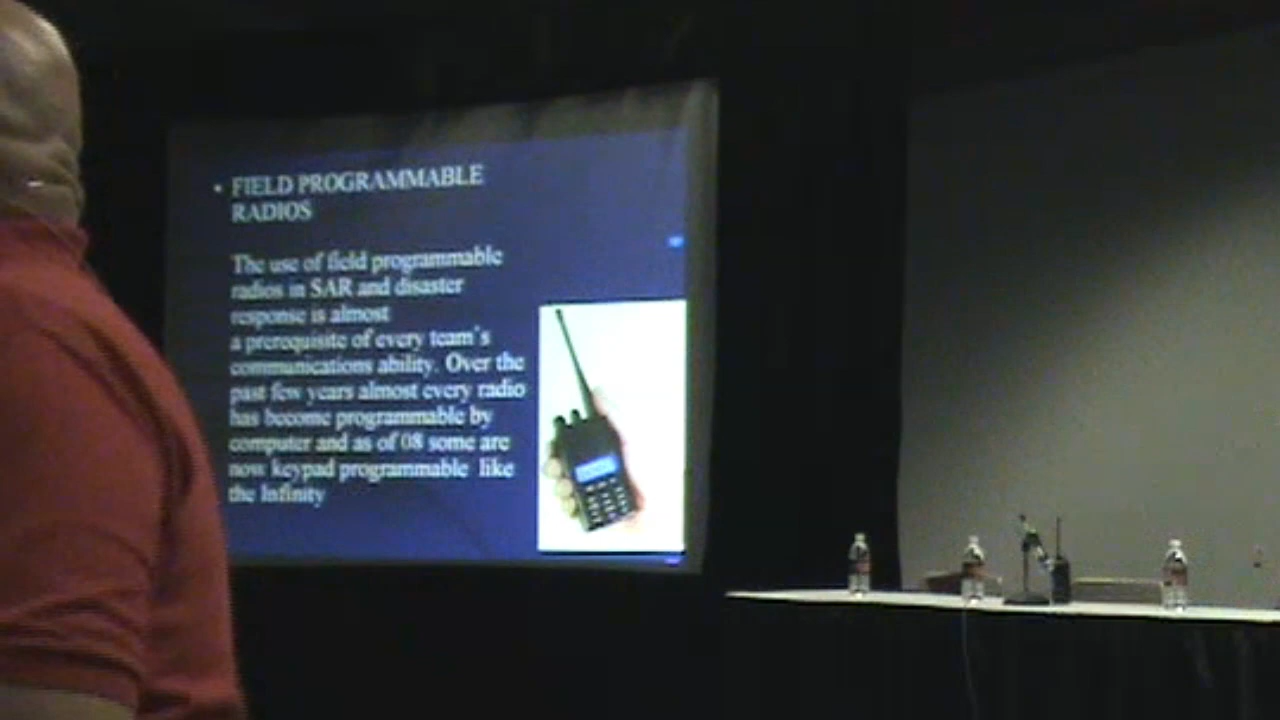 • FIELD PROGRAMMABLE
RADIOS
The use of field programmable
radios in SAR and disaster
response is almost
a prerequisite of every team's
communications ability. Over the
past few years almost every radio
has become programmable by
computer and as of 08 some are
now keypad programmable like
the Infinity